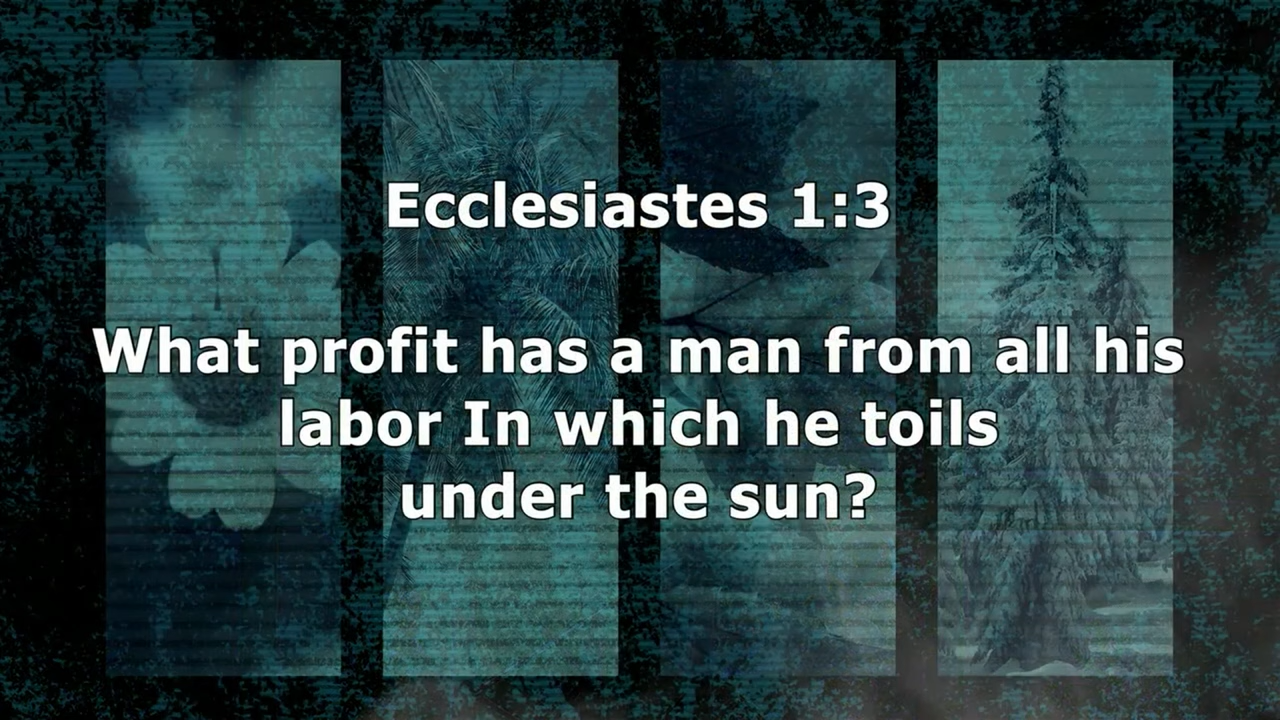 Ecclesiastes 1:3
What profit has a man from all his
labor In which he toils
under the sun?